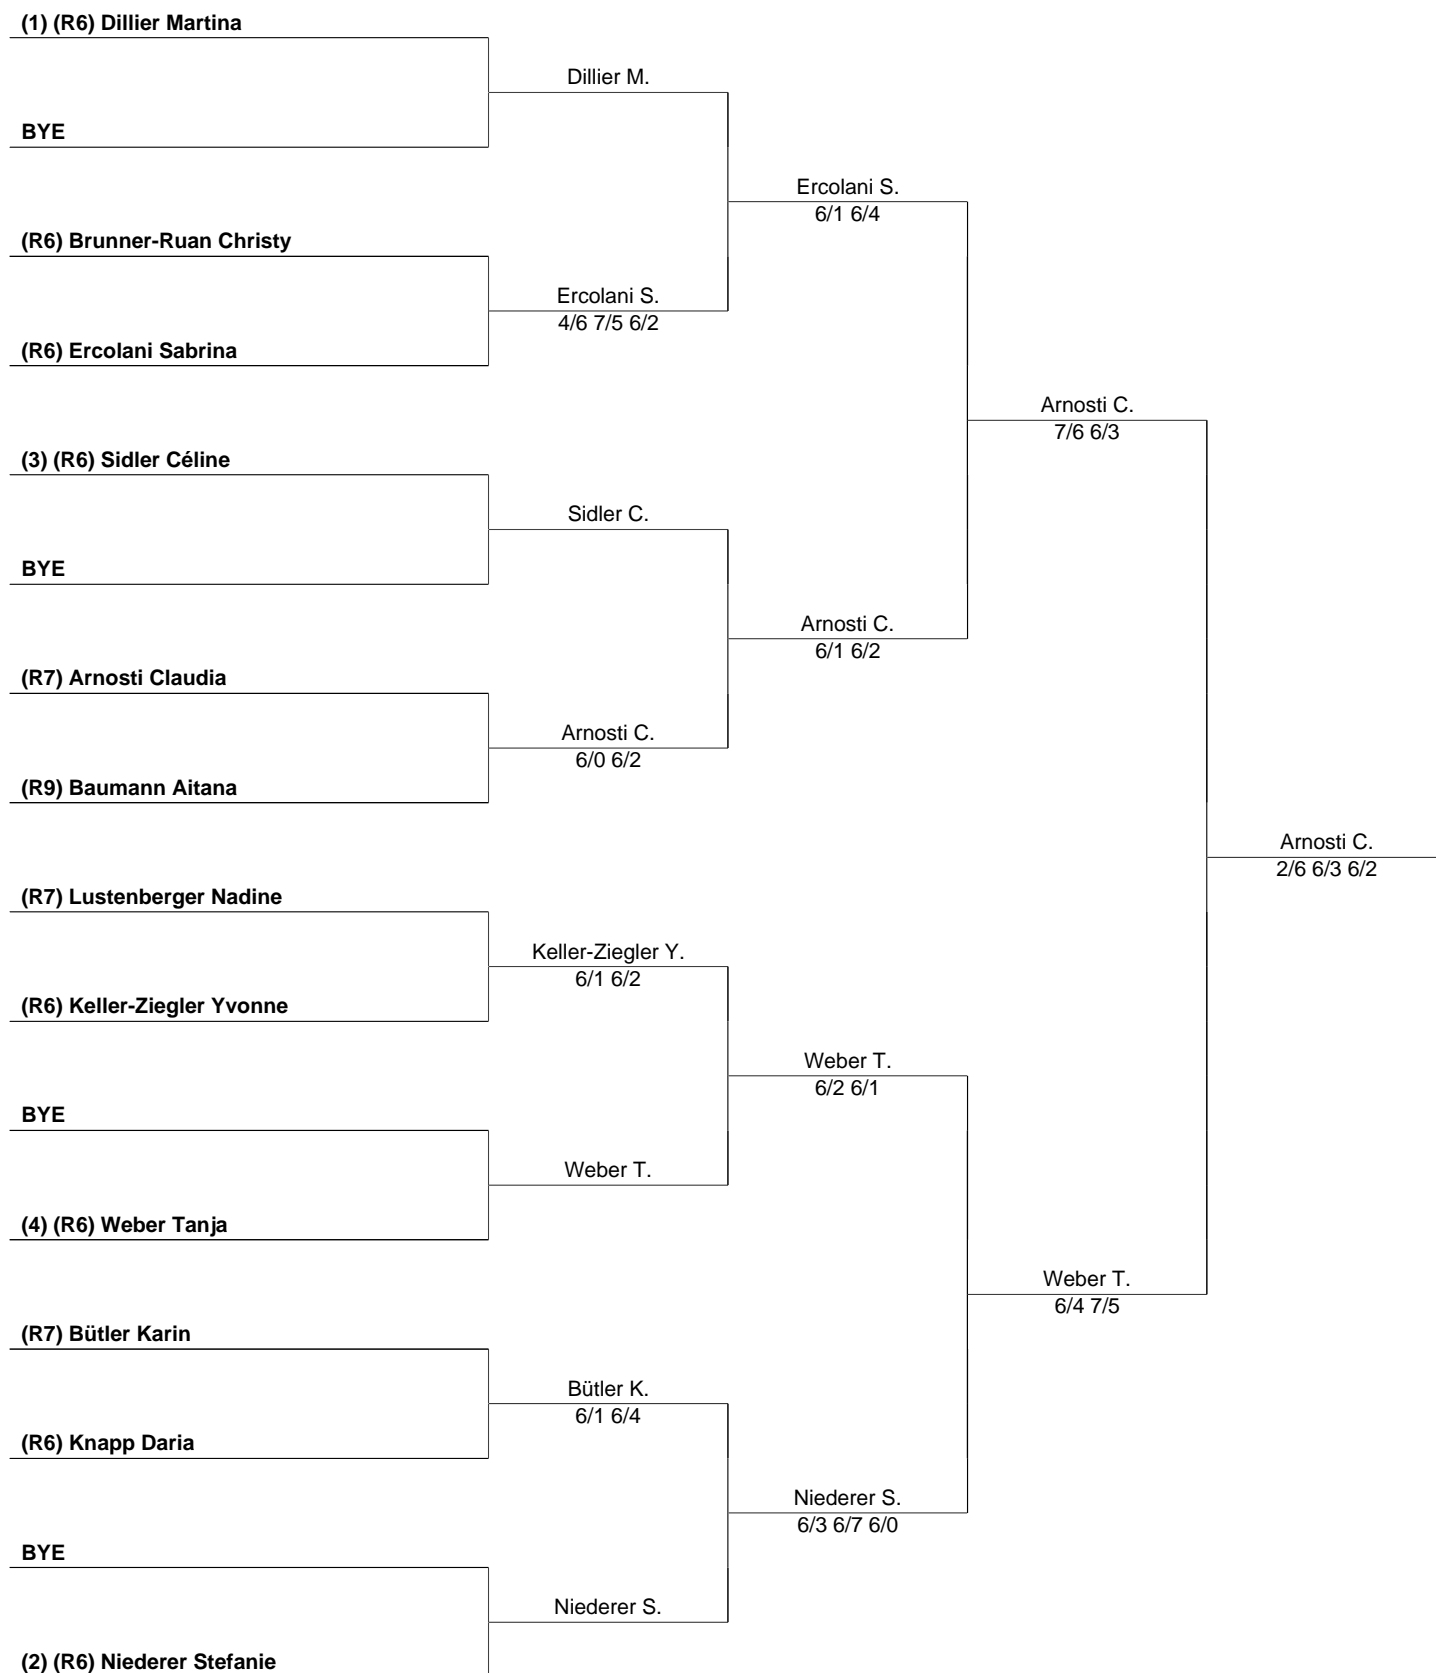 (1) (R6) Dillier Martina
Dillier M.
BYE
Ercolani S.
6/1 6/4
(R6) Brunner-Ruan Christy
Ercolani S.
4/6 7/5 6/2
(R6) Ercolani Sabrina
Arnosti C.
7/6 6/3
(3) (R6) Sidler Céline
Sidler C.
BYE
Arnosti C.
6/1 6/2
(R7) Arnosti Claudia
Arnosti C.
6/0 6/2
(R9) Baumann Aitana
Arnosti C.
2/6 6/3 6/2
(R7) Lustenberger Nadine
Keller-Ziegler Y.
6/1 6/2
(R6) Keller-Ziegler Yvonne
Weber T.
6/2 6/1
BYE
Weber T.
(4) (R6) Weber Tanja
Weber T.
6/4 7/5
(R7) Bütler Karin
Bütler K.
6/1 6/4
(R6) Knapp Daria
Niederer S.
6/3 6/7 6/0
BYE
Niederer S.
(2) (R6) Niederer Stefanie